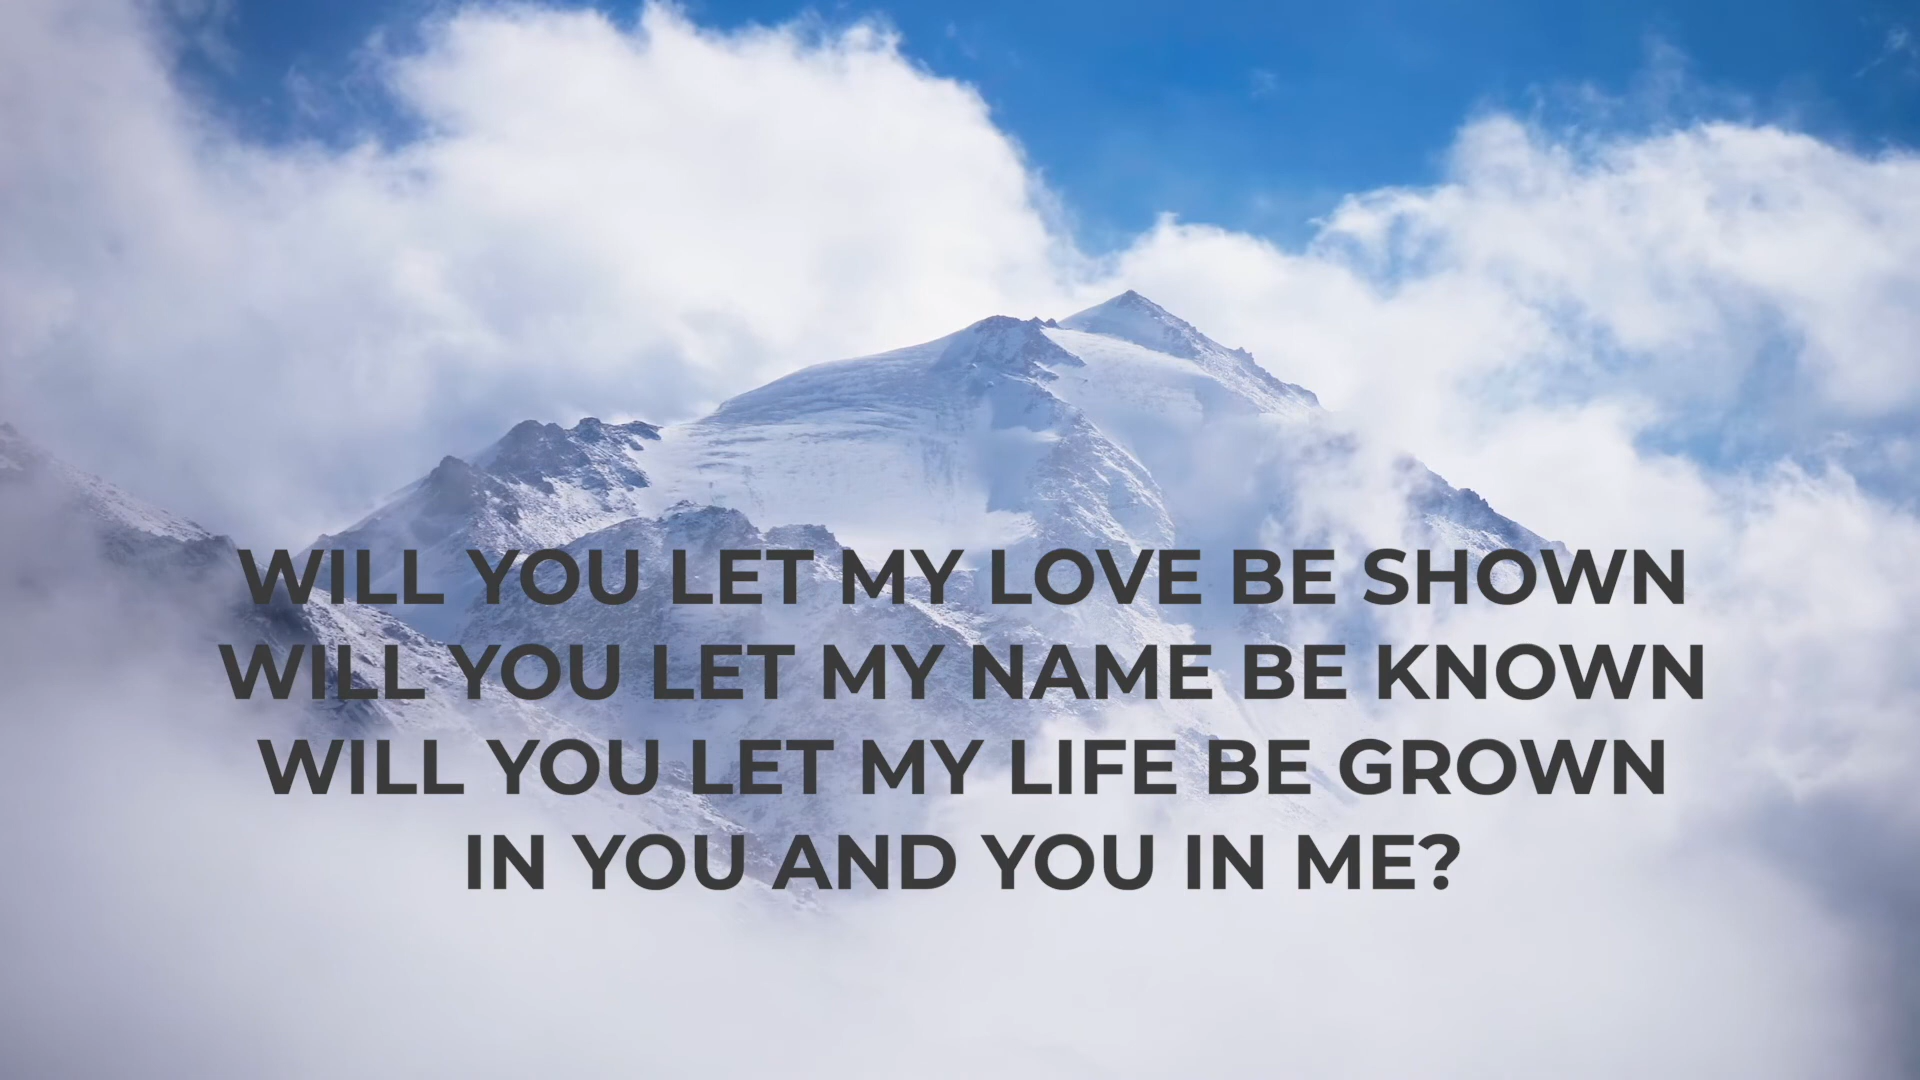 WILL YOU LET MY LOVE BE SHOWN
WILL YOU LET MY NAME BE KNOWN
WILL YOU LET MY LIFE BE GROWN
IN YOU AND YOU IN ME?